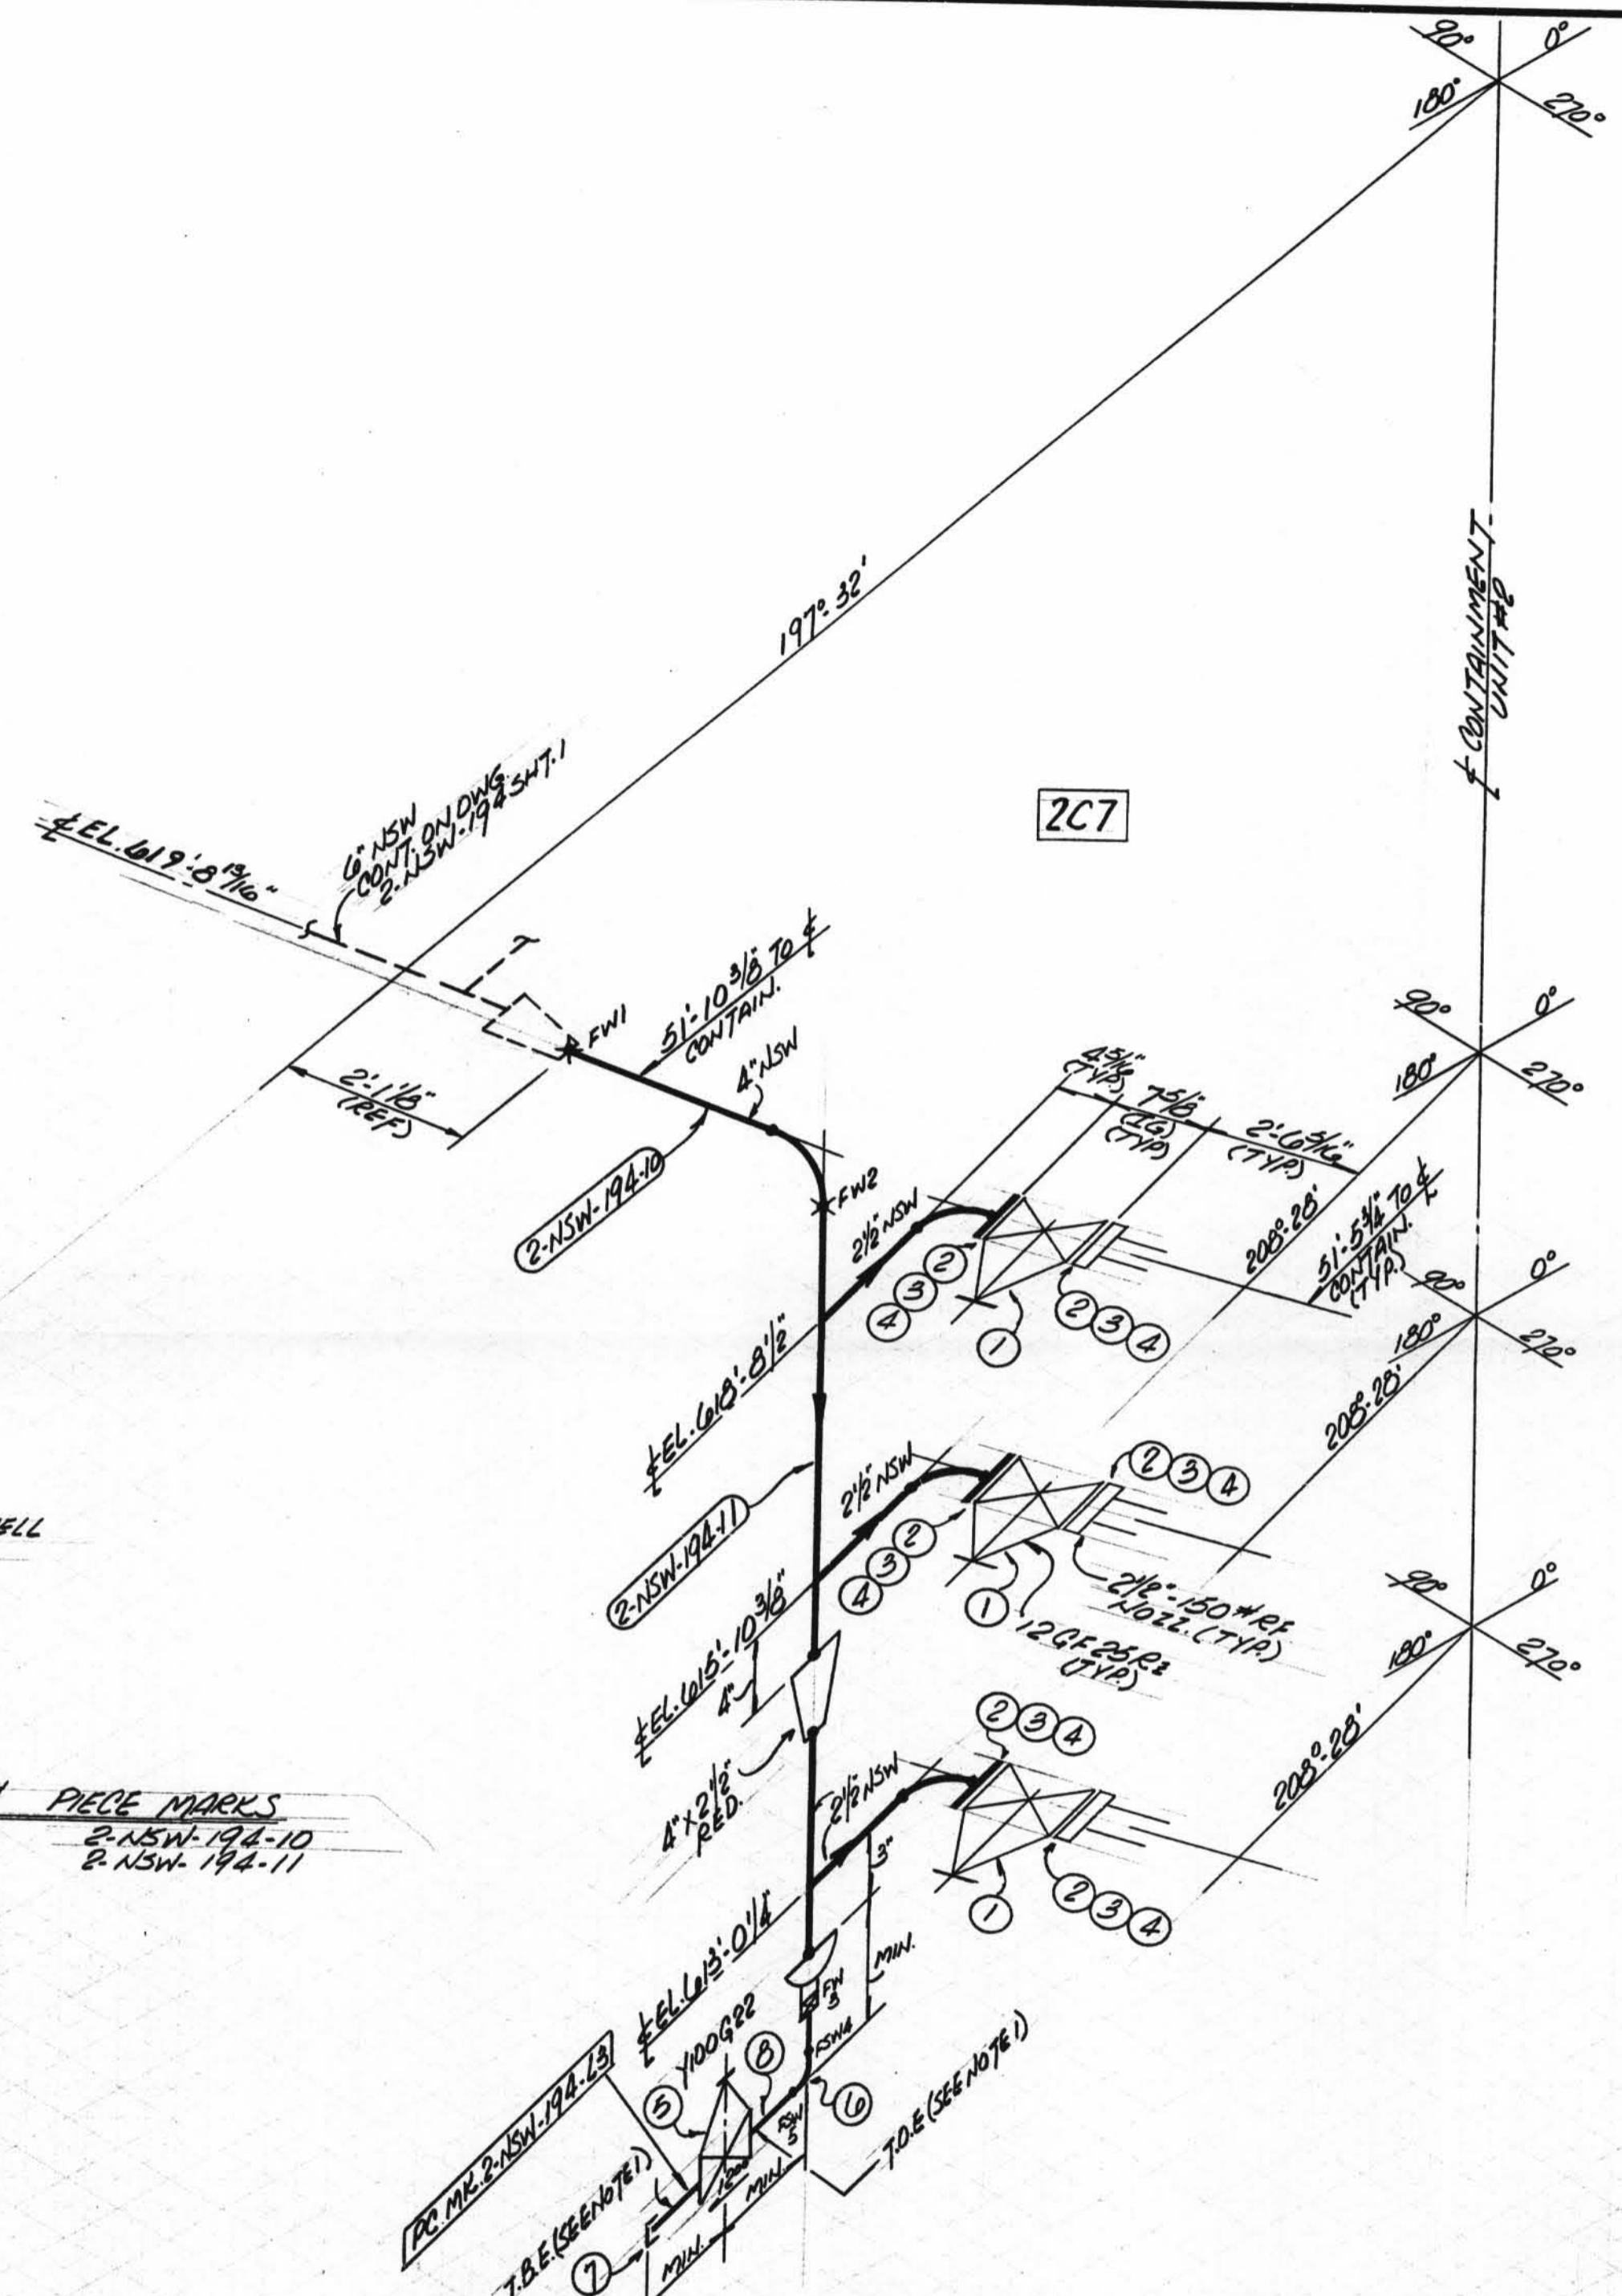 90°
0°
180°
270°
197°-32'
℄ CONTAINMENT-
UNIT #2
2C7
℄ EL. 619'-8 13/16"
6" NSW
CONT. ON DWG.
2-NSW-194 SHT. 1
FW1
51'-10 3/8" TO ℄
CONTAIN.
4" NSW
2'-1 1/8"
(REF)
2-NSW-194-10
FW2
90°
0°
180°
270°
4 5/16"
(TYP.)
7 5/8"
(IG)
(TYP)
2'-6 5/16"
(TYP.)
208°-28'
51'-5 3/4" TO ℄
CONTAIN.
(TYP.)
2 1/2" NSW
4 3 2
1
2 3 4
℄ EL. 618'-8 1/2"
90°
0°
180°
270°
208°-28'
2-NSW-194-11
2 1/2" NSW
4 3 2
1
2 3 4
2 1/2"-150# RF
NOZZ. (TYP.)
12GF25R2
(TYP.)
℄ EL. 615'-10 3/8"
4"
4" X 2 1/2"
RED.
90°
0°
180°
270°
208°-28'
2 3 4
2 1/2" NSW
3"
1
2 3 4
ELL
PIECE MARKS
2-NSW-194-10
2-NSW-194-11
℄ EL. 613'-0 1/4"
MIN.
FW
3
FSW4
PC. MK. 2-NSW-194-L3
5
Y100G22
8
6
FSW
5
T.O.E (SEE NOTE 1)
T.B.E. (SEE NOTE 1)
7
MIN.
MIN.